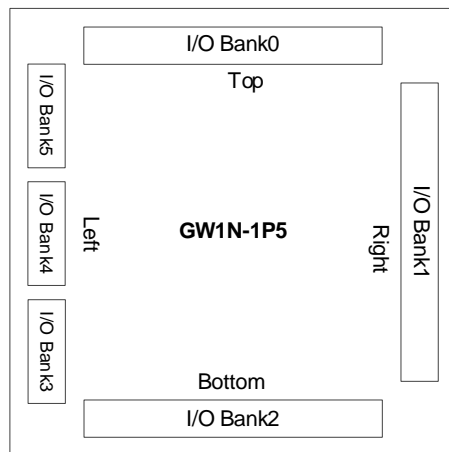 I/O Bank0
Top
I/O Bank5
I/O Bank4
I/O Bank3
Left
GW1N-1P5
Right
I/O Bank1
Bottom
I/O Bank2